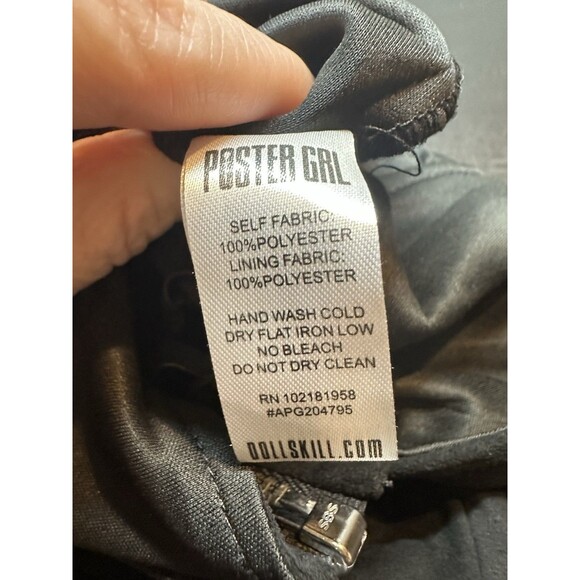 POSTER GRL
SELF FABRIC:
100%POLYESTER
LINING FABRIC:
100%POLYESTER
HAND WASH COLD
DRY FLAT IRON LOW
NO BLEACH
DO NOT DRY CLEAN
RN 102181958
#APG204795
DOLLSKILL.COM
SBS